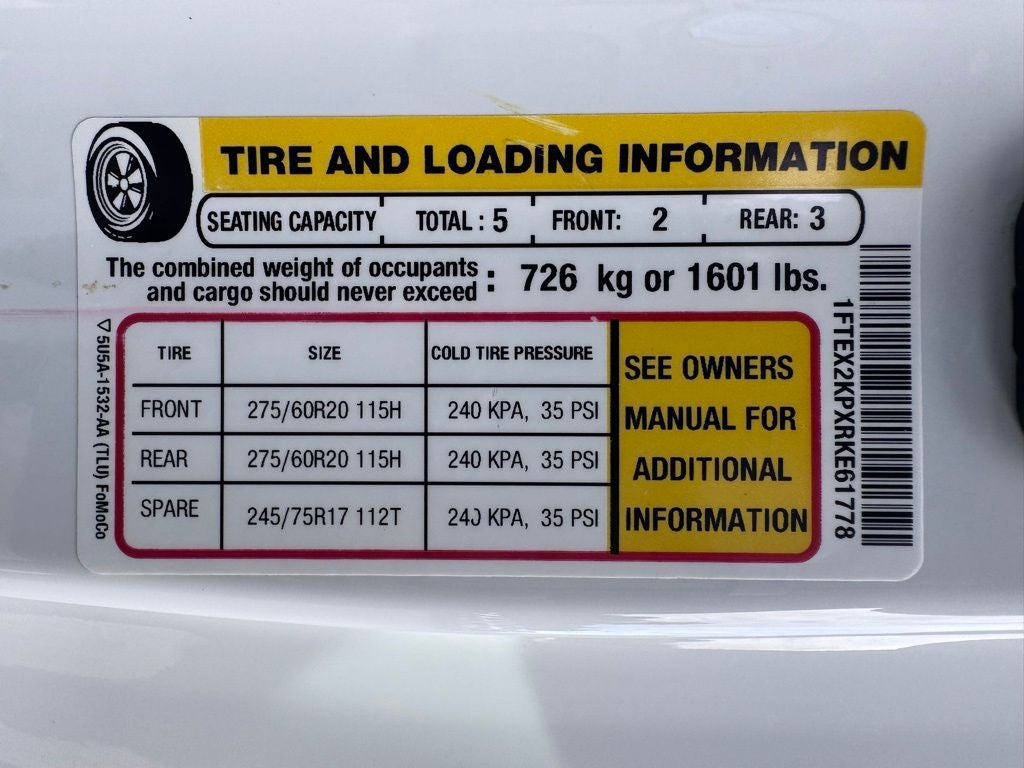 TIRE AND LOADING INFORMATION
SEATING CAPACITY TOTAL : 5 FRONT: 2 REAR: 3
The combined weight of occupants
and cargo should never exceed : 726 kg or 1601 lbs.
TIRE SIZE COLD TIRE PRESSURE
FRONT 275/60R20 115H 240 KPA, 35 PSI
REAR 275/60R20 115H 240 KPA, 35 PSI
SPARE 245/75R17 112T 240 KPA, 35 PSI
SEE OWNERS
MANUAL FOR
ADDITIONAL
INFORMATION
5U5A-1532-AA (TLU) FoMoCo
1FTEX2KPXRKE61778